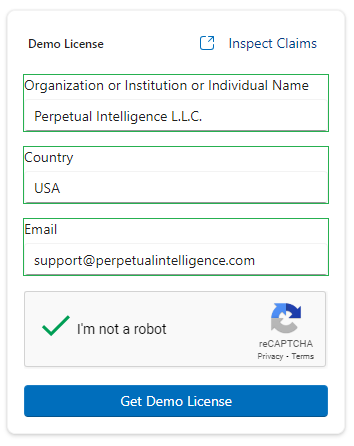 Demo License
Inspect Claims
Organization or Institution or Individual Name
Perpetual Intelligence L.L.C.
Country
USA
Email
support@perpetualintelligence.com
I'm not a robot
reCAPTCHA
Privacy - Terms
Get Demo License